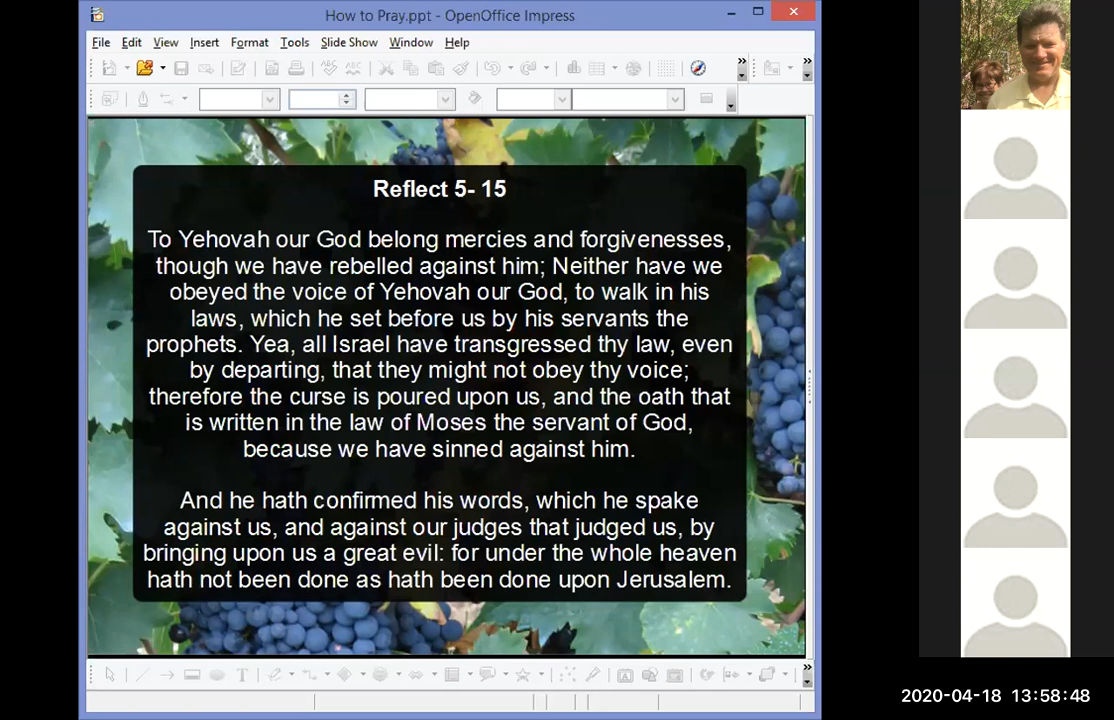 How to Pray.ppt - OpenOffice Impress
File Edit View Insert Format Tools Slide Show Window Help
Reflect 5- 15
To Yehovah our God belong mercies and forgivenesses,
though we have rebelled against him; Neither have we
obeyed the voice of Yehovah our God, to walk in his
laws, which he set before us by his servants the
prophets. Yea, all Israel have transgressed thy law, even
by departing, that they might not obey thy voice;
therefore the curse is poured upon us, and the oath that
is written in the law of Moses the servant of God,
because we have sinned against him.
And he hath confirmed his words, which he spake
against us, and against our judges that judged us, by
bringing upon us a great evil: for under the whole heaven
hath not been done as hath been done upon Jerusalem.
2020-04-18 13:58:48